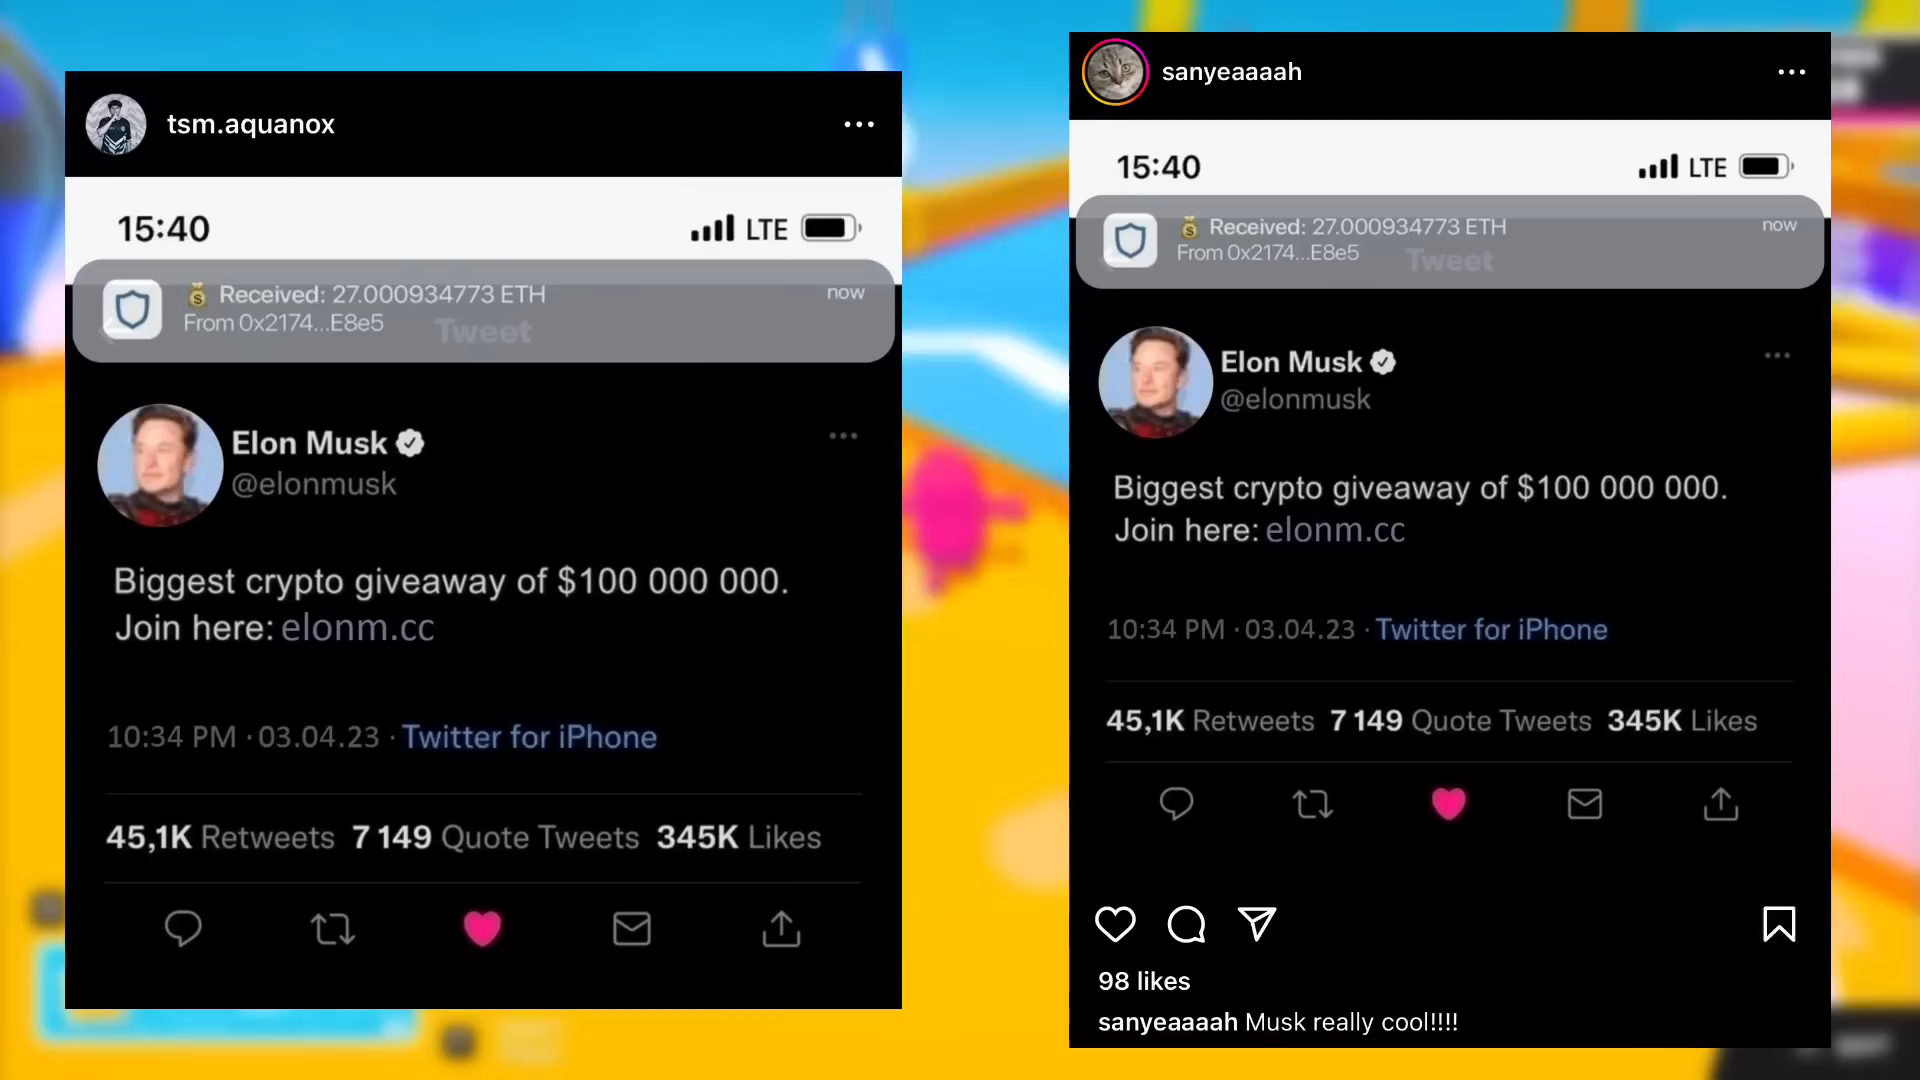 tsm.aquanox
15:40
LTE
Received: 27.000934773 ETH
now
From 0x2174...E8e5
Tweet
Elon Musk
@elonmusk
Biggest crypto giveaway of $100 000 000.
Join here: elonm.cc
10:34 PM · 03.04.23 · Twitter for iPhone
45,1K Retweets 7 149 Quote Tweets 345K Likes
sanyeaaaah
15:40
LTE
Received: 27.000934773 ETH
now
From 0x2174...E8e5
Tweet
Elon Musk
@elonmusk
Biggest crypto giveaway of $100 000 000.
Join here: elonm.cc
10:34 PM · 03.04.23 · Twitter for iPhone
45,1K Retweets 7 149 Quote Tweets 345K Likes
98 likes
sanyeaaaah Musk really cool!!!!